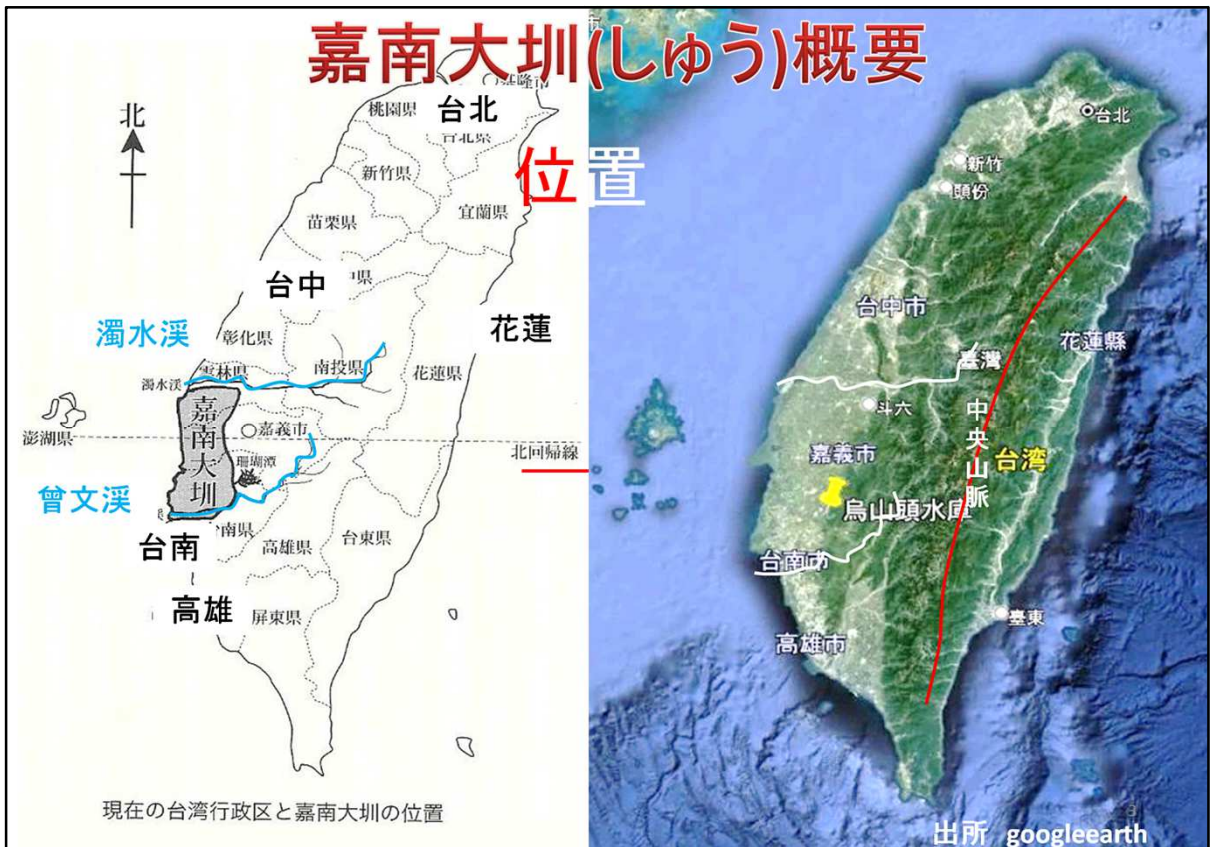 嘉南大圳(しゅう)概要
位置
北
桃園県
台北
台北県
新竹県
宜蘭県
苗栗県
台中
花蓮
濁水渓
彰化県
雲林県
南投県
花蓮県
濁水渓
嘉南大圳
嘉義市
澎湖県
北回帰線
珊瑚潭
曾文渓
台南
高雄県
台東県
高雄
屏東県
現在の台湾行政区と嘉南大圳の位置
台北
新竹
頭份
台中市
花蓮縣
臺灣
斗六
中央山脈
嘉義市
台湾
烏山頭水庫
台南市
臺東
高雄市
出所 googleearth